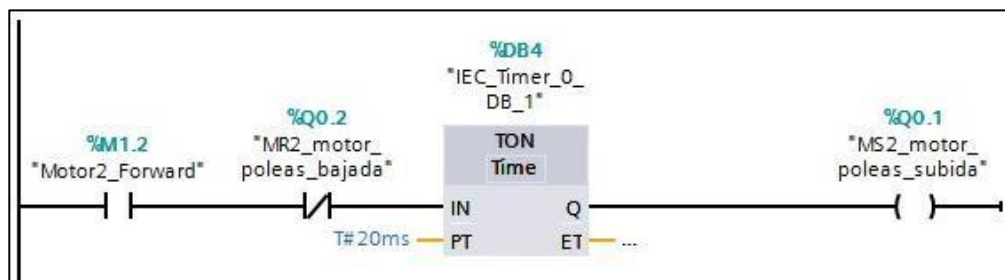 %DB4
"IEC_Timer_0_
DB_1"
%Q0.2
%Q0.1
%M1.2
"MR2_motor_
TON
"MS2_motor_
"Motor2_Forward"
poleas_bajada"
Time
poleas_subida"
IN
Q
T#20ms
PT
ET
...